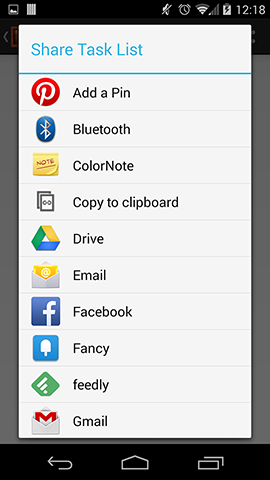 12:18
Share Task List
Add a Pin
Bluetooth
NOTE
ColorNote
Copy to clipboard
Drive
Email
Facebook
Fancy
feedly
Gmail